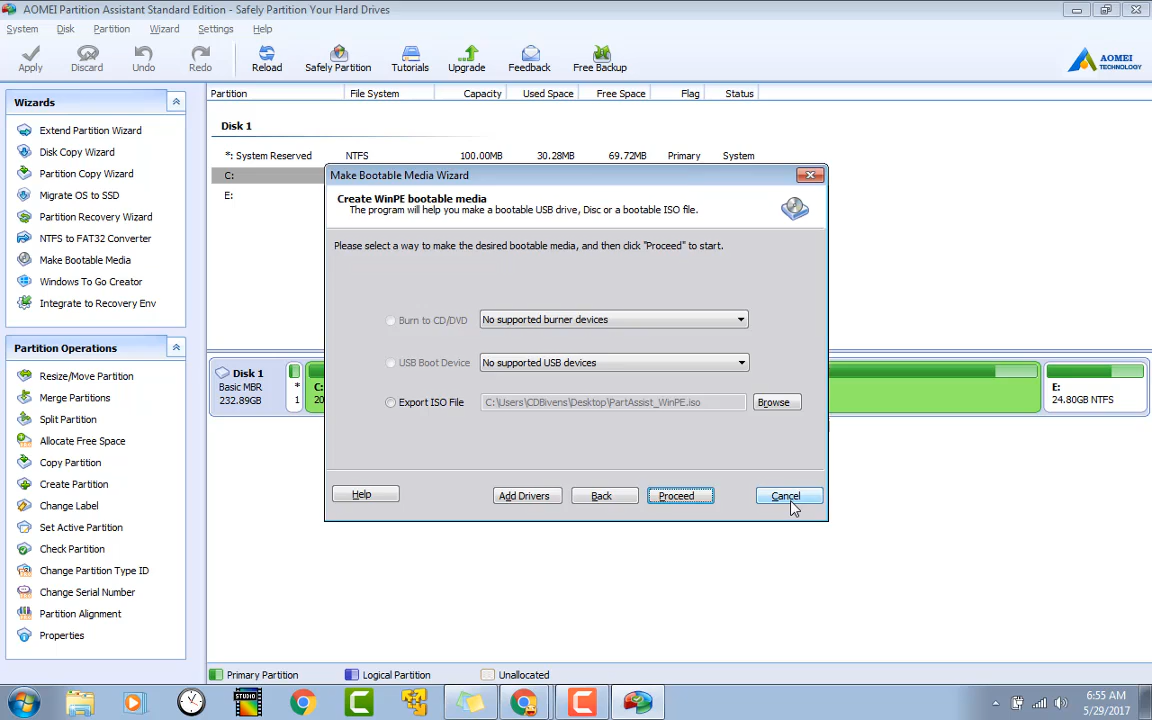 AOMEI Partition Assistant Standard Edition - Safely Partition Your Hard Drives
System Disk Partition Wizard Settings Help
Apply Discard Undo Redo Reload Safely Partition Tutorials Upgrade Feedback Free Backup
AOMEI
TECHNOLOGY
Wizards
Extend Partition Wizard
Disk Copy Wizard
Partition Copy Wizard
Migrate OS to SSD
Partition Recovery Wizard
NTFS to FAT32 Converter
Make Bootable Media
Windows To Go Creator
Integrate to Recovery Env
Partition Operations
Resize/Move Partition
Merge Partitions
Split Partition
Allocate Free Space
Copy Partition
Create Partition
Change Label
Set Active Partition
Check Partition
Change Partition Type ID
Change Serial Number
Partition Alignment
Properties
Partition File System Capacity Used Space Free Space Flag Status
Disk 1
*: System Reserved NTFS 100.00MB 30.28MB 69.72MB Primary System
C:
E:
Make Bootable Media Wizard
Create WinPE bootable media
The program will help you make a bootable USB drive, Disc or a bootable ISO file.
Please select a way to make the desired bootable media, and then click "Proceed" to start.
Burn to CD/DVD No supported burner devices
USB Boot Device No supported USB devices
Export ISO File C:\Users\CDBivens\Desktop\PartAssist_WinPE.iso Browse
Help Add Drivers Back Proceed Cancel
Disk 1
Basic MBR
232.89GB
*
1
C:
20
E:
24.80GB NTFS
Primary Partition Logical Partition Unallocated
STUDIO
6:55 AM
5/29/2017